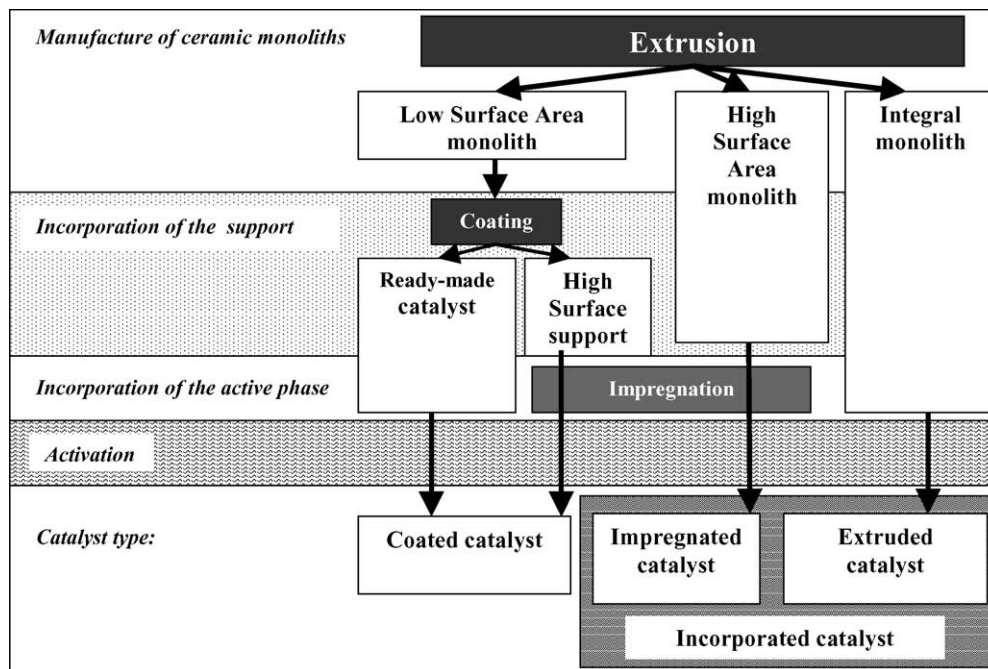 Manufacture of ceramic monoliths
Extrusion
Low Surface Area
monolith
High
Surface
Area
monolith
Integral
monolith
Incorporation of the support
Coating
Ready-made
catalyst
High
Surface
support
Incorporation of the active phase
Impregnation
Activation
Catalyst type:
Coated catalyst
Impregnated
catalyst
Extruded
catalyst
Incorporated catalyst